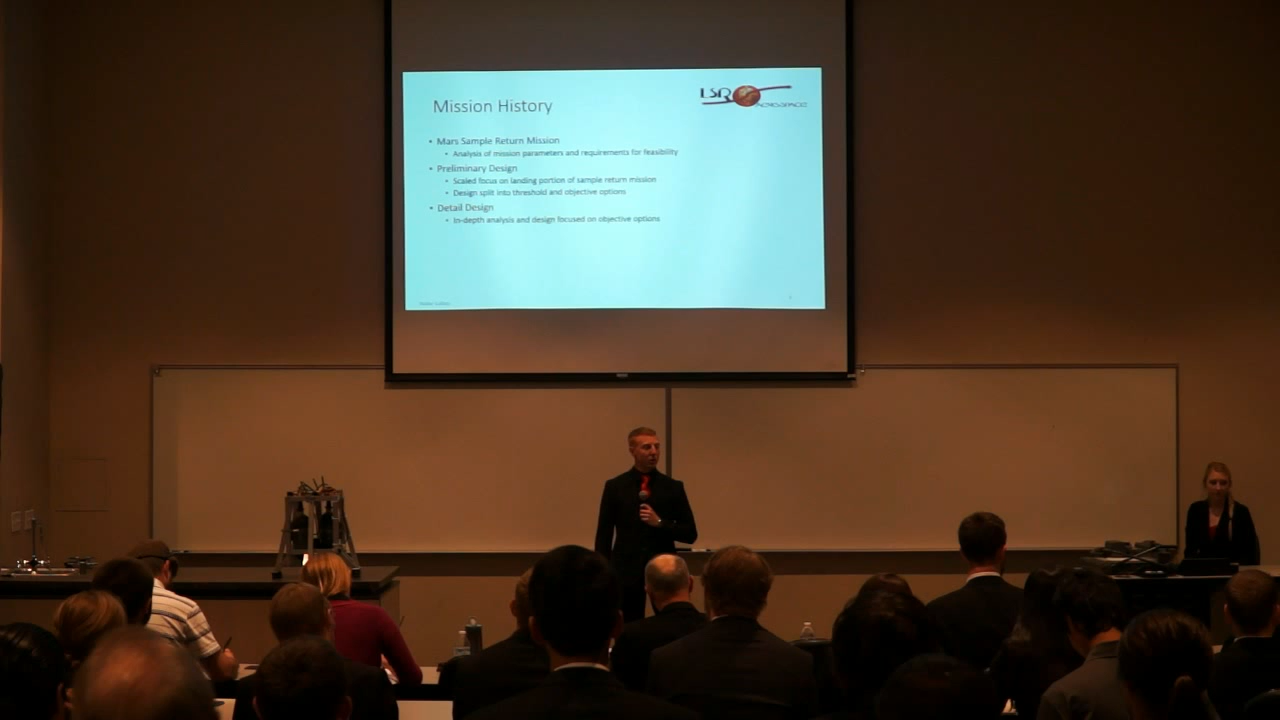 Mission History
LSR
AEROSPACE
• Mars Sample Return Mission
• Analysis of mission parameters and requirements for feasibility
• Preliminary Design
• Scaled focus on landing portion of sample return mission
• Design split into threshold and objective options
• Detail Design
• In-depth analysis and design focused on objective options